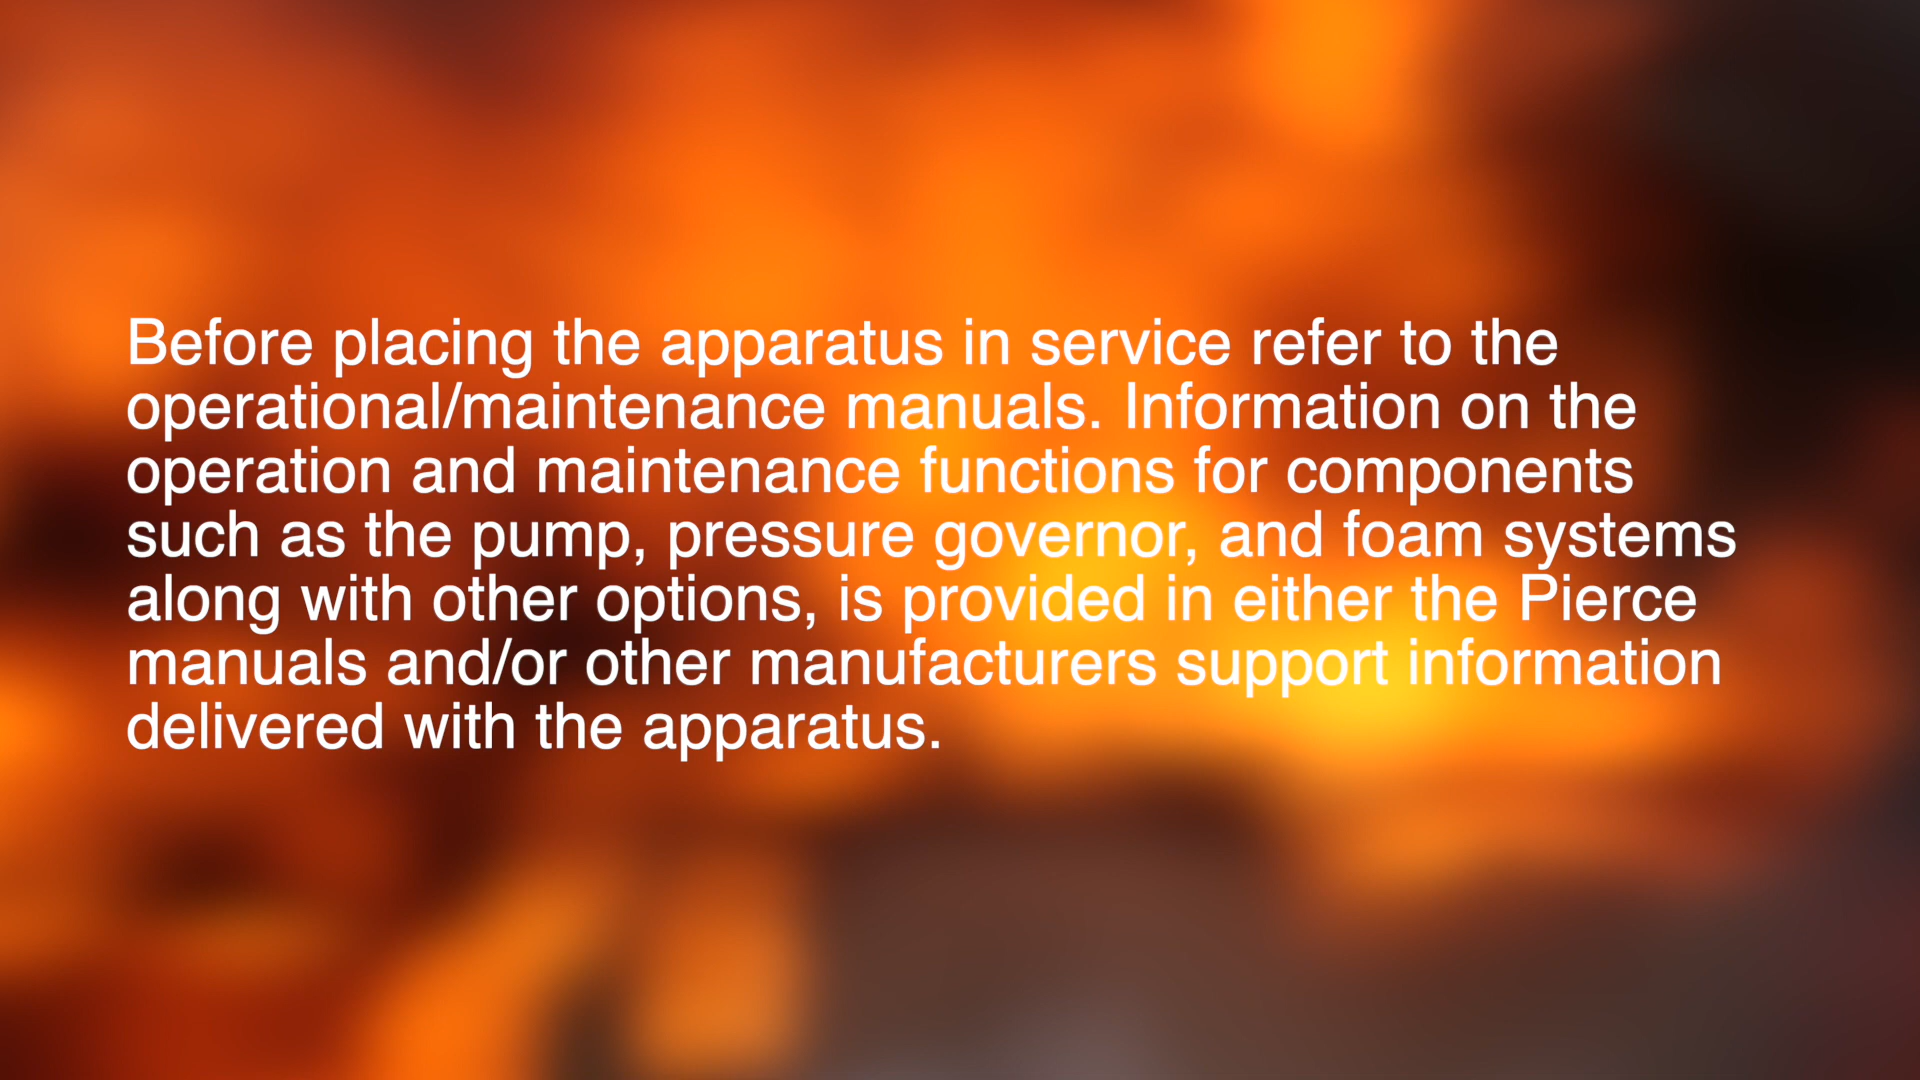 Before placing the apparatus in service refer to the
operational/maintenance manuals. Information on the
operation and maintenance functions for components
such as the pump, pressure governor, and foam systems
along with other options, is provided in either the Pierce
manuals and/or other manufacturers support information
delivered with the apparatus.